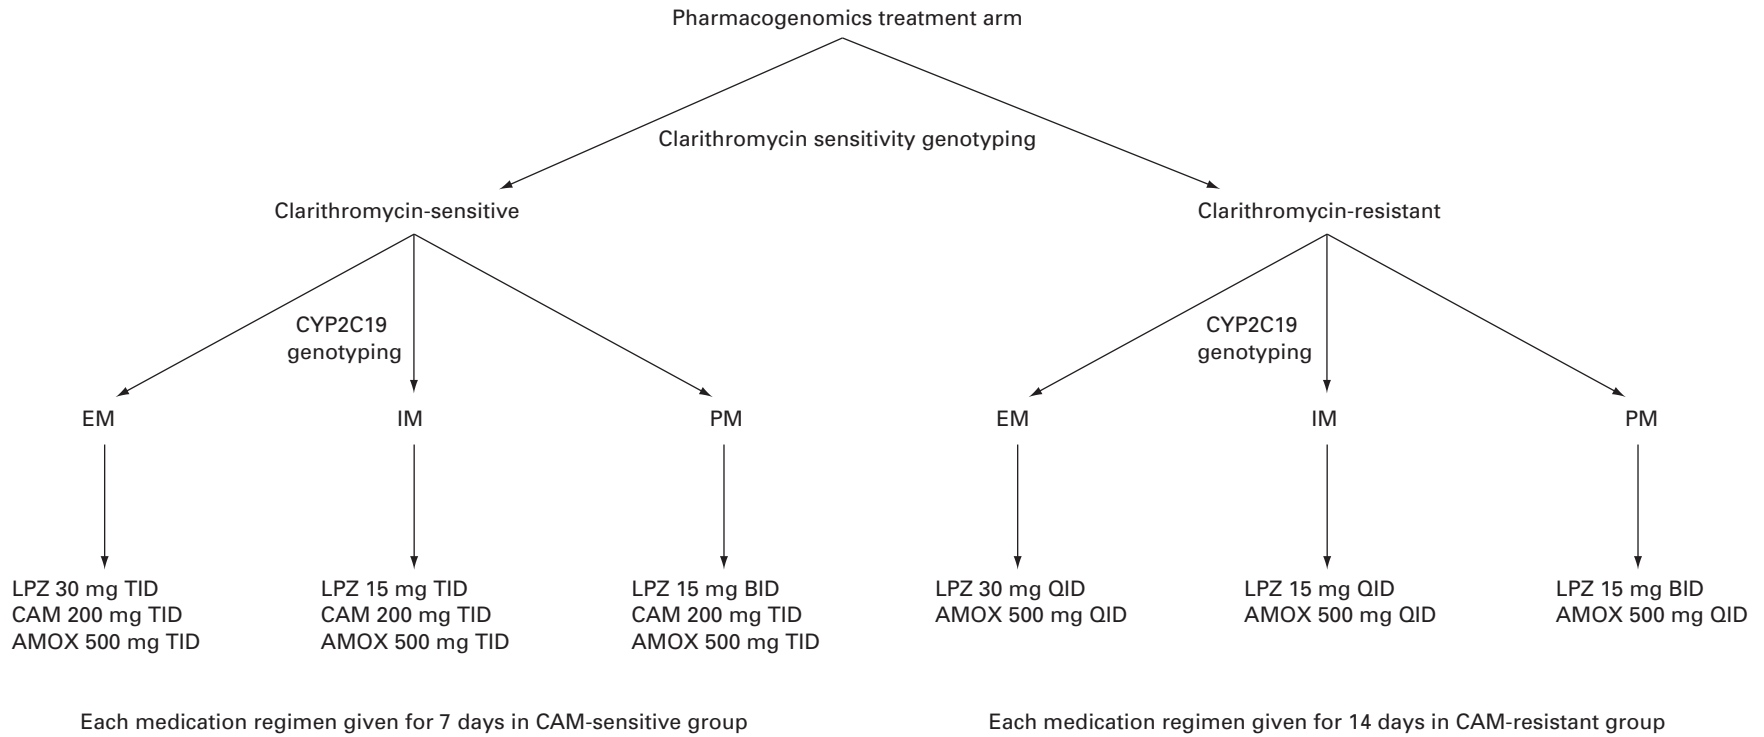 Pharmacogenomics treatment arm
Clarithromycin sensitivity genotyping
Clarithromycin-sensitive
Clarithromycin-resistant
CYP2C19
genotyping
CYP2C19
genotyping
EM
IM
PM
EM
IM
PM
LPZ 30 mg TID
CAM 200 mg TID
AMOX 500 mg TID
LPZ 15 mg TID
CAM 200 mg TID
AMOX 500 mg TID
LPZ 15 mg BID
CAM 200 mg TID
AMOX 500 mg TID
LPZ 30 mg QID
AMOX 500 mg QID
LPZ 15 mg QID
AMOX 500 mg QID
LPZ 15 mg BID
AMOX 500 mg QID
Each medication regimen given for 7 days in CAM-sensitive group
Each medication regimen given for 14 days in CAM-resistant group